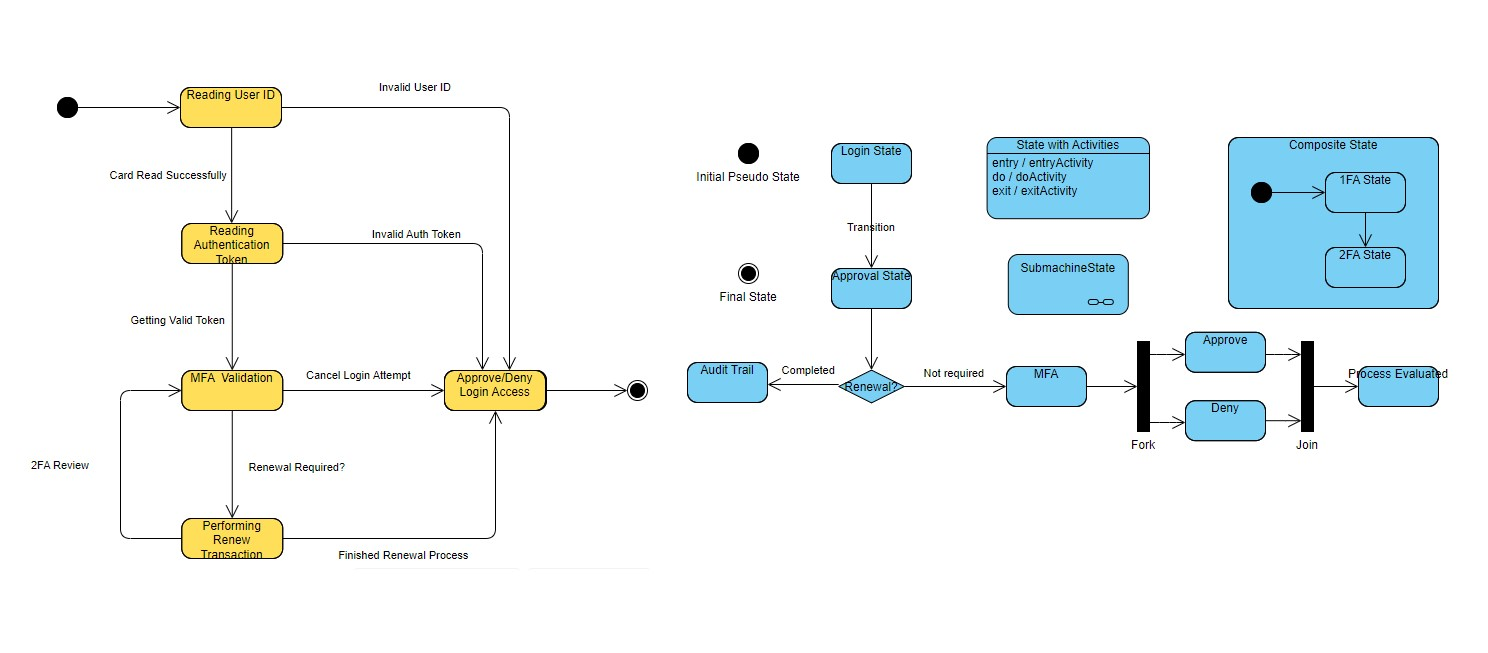 Reading User ID
Invalid User ID
Card Read Successfully
Reading
Authentication
Token
Invalid Auth Token
Getting Valid Token
MFA  Validation
Cancel Login Attempt
Approve/Deny
Login Access
2FA Review
Renewal Required?
Performing
Renew
Transaction
Finished Renewal Process
Initial Pseudo State
Final State
Login State
Transition
Approval State
Renewal?
Completed
Audit Trail
Not required
MFA
State with Activities
entry / entryActivity
do / doActivity
exit / exitActivity
SubmachineState
Composite State
1FA State
2FA State
Fork
Approve
Deny
Join
Process Evaluated